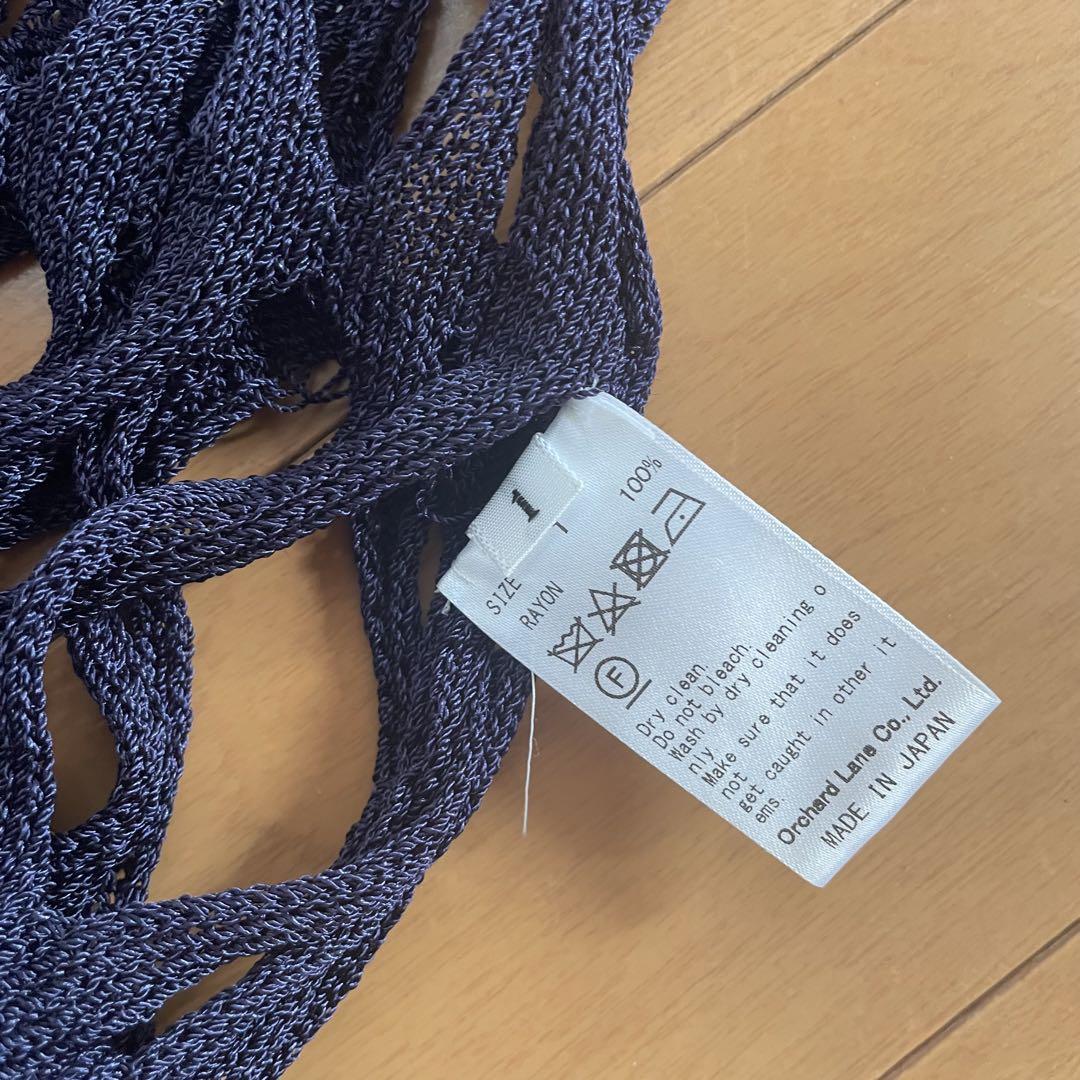 1
SIZE 1
RAYON 100%
F
Dry clean.
Do not bleach.
Wash by dry cleaning o
nly.
Make sure that it does
not
get caught in other it
ems.
Orchard Lane Co., Ltd.
MADE IN JAPAN